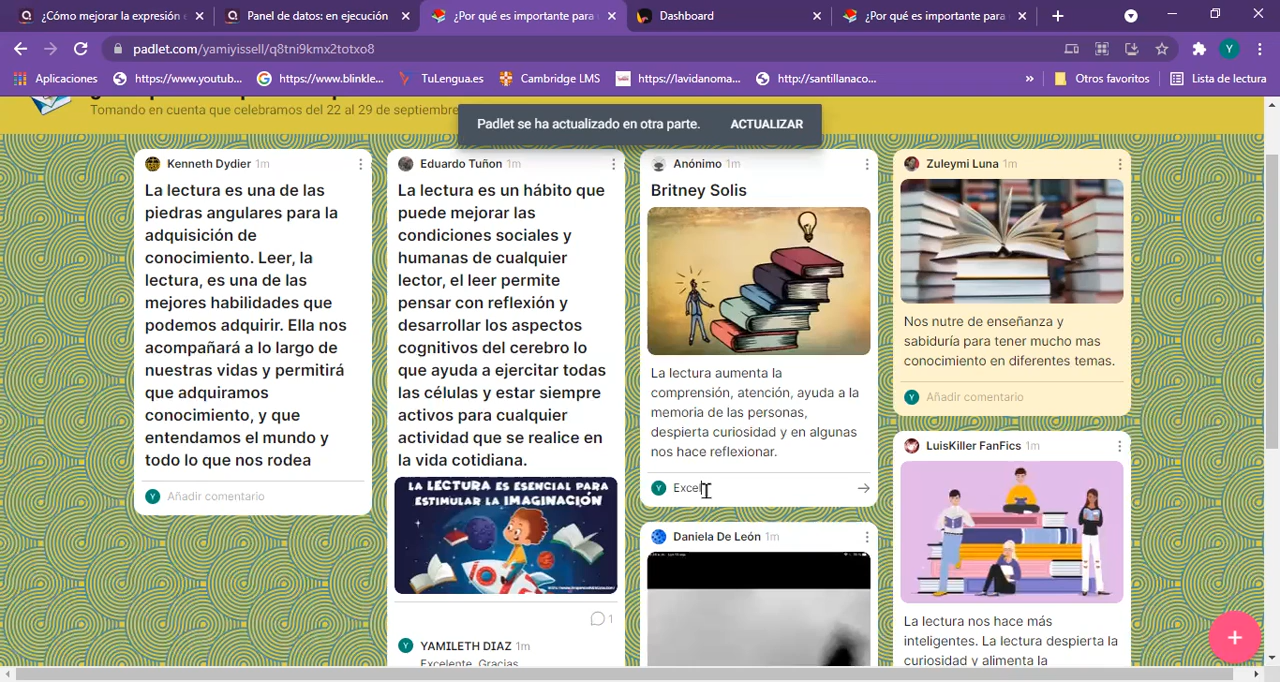 ¿Cómo mejorar la expresión
Panel de datos: en ejecución
¿Por qué es importante para
Dashboard
¿Por qué es importante para
padlet.com/yamiyissell/q8tni9kmx2totxo8
Aplicaciones
https://www.youtub...
https://www.blinkle...
TuLengua.es
Cambridge LMS
https://lavidanoma...
http://santillanaco...
»
Otros favoritos
Lista de lectura
Tomando en cuenta que celebramos del 22 al 29 de septiembre
Padlet se ha actualizado en otra parte.
ACTUALIZAR
Kenneth Dydier 1m
La lectura es una de las
piedras angulares para la
adquisición de
conocimiento. Leer, la
lectura, es una de las
mejores habilidades que
podemos adquirir. Ella nos
acompañará a lo largo de
nuestras vidas y permitirá
que adquiramos
conocimiento, y que
entendamos el mundo y
todo lo que nos rodea
Y Añadir comentario
Eduardo Tuñon 1m
La lectura es un hábito que
puede mejorar las
condiciones sociales y
humanas de cualquier
lector, el leer permite
pensar con reflexión y
desarrollar los aspectos
cognitivos del cerebro lo
que ayuda a ejercitar todas
las células y estar siempre
activos para cualquier
actividad que se realice en
la vida cotidiana.
LA LECTURA ES ESENCIAL PARA
ESTIMULAR LA IMAGINACIÓN
1
Y YAMILETH DIAZ 1m
Excelente. Gracias
Anónimo 1m
Britney Solis
La lectura aumenta la
comprensión, atención, ayuda a la
memoria de las personas,
despierta curiosidad y en algunas
nos hace reflexionar.
Y Excel
Daniela De León 1m
Zuleymi Luna 1m
Nos nutre de enseñanza y
sabiduría para tener mucho mas
conocimiento en diferentes temas.
Y Añadir comentario
LuisKiller FanFics 1m
La lectura nos hace más
inteligentes. La lectura despierta la
curiosidad y alimenta la